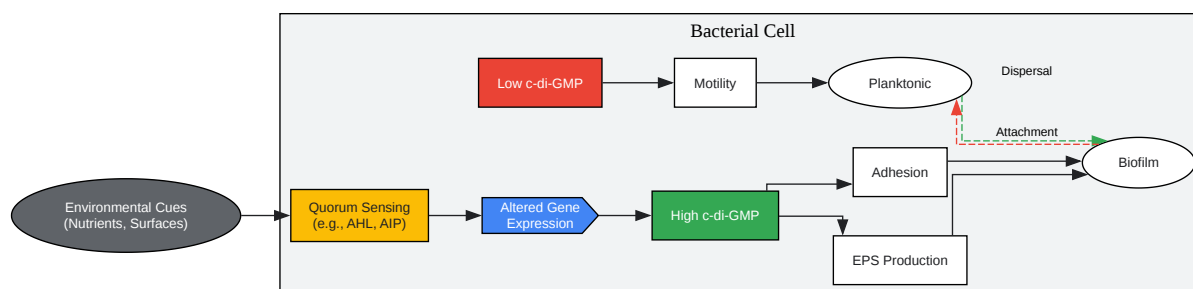 Bacterial Cell
Low c-di-GMP
Motility
Planktonic
Dispersal
Attachment
Biofilm
Adhesion
Environmental Cues
(Nutrients, Surfaces)
Quorum Sensing
(e.g., AHL, AIP)
Altered Gene
Expression
High c-di-GMP
EPS Production